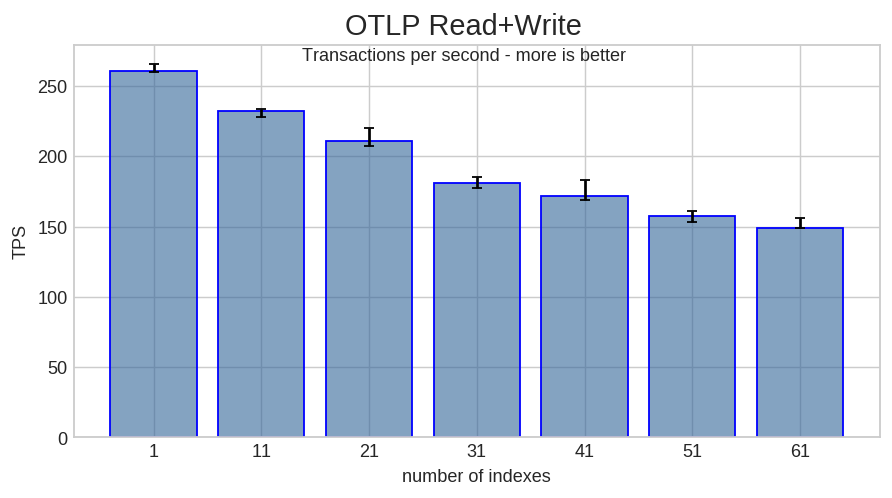 OTLP Read+Write
Transactions per second - more is better
250
200
150
100
50
0
TPS
1 11 21 31 41 51 61
number of indexes